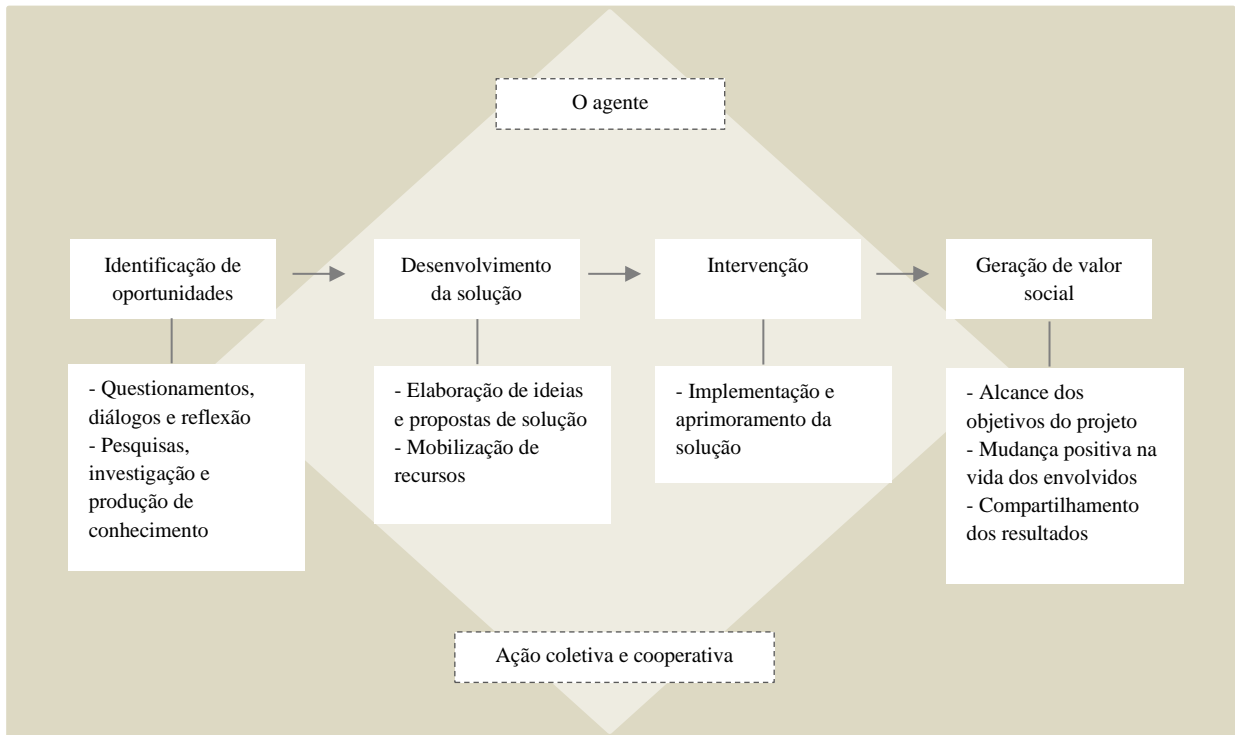 O agente
Identificação de
oportunidades
Desenvolvimento
da solução
Intervenção
Geração de valor
social
- Questionamentos,
diálogos e reflexão
- Pesquisas,
investigação e
produção de
conhecimento
- Elaboração de ideias
e propostas de solução
- Mobilização de
recursos
- Implementação e
aprimoramento da
solução
- Alcance dos
objetivos do projeto
- Mudança positiva na
vida dos envolvidos
- Compartilhamento
dos resultados
Ação coletiva e cooperativa